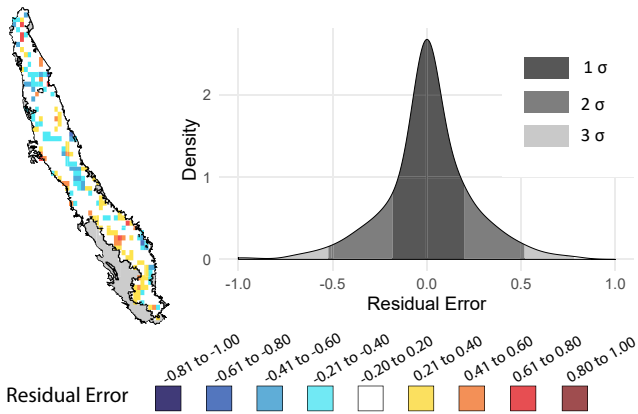 1 σ
2 σ
3 σ
Density
2
1
0
-1.0 -0.5 0.0 0.5 1.0
Residual Error
-0.81 to -1.00
-0.61 to -0.80
-0.41 to -0.60
-0.21 to -0.40
-0.20 to 0.20
0.21 to 0.40
0.41 to 0.60
0.61 to 0.80
0.80 to 1.00
Residual Error